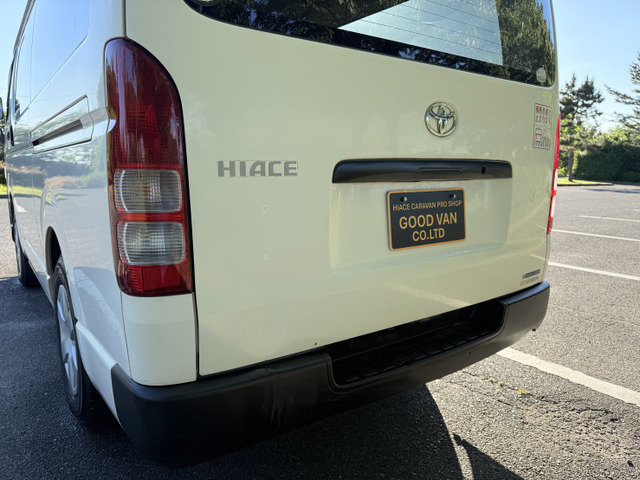 HIACE
HIACE CARAVAN PRO SHOP
GOOD VAN
CO.LTD